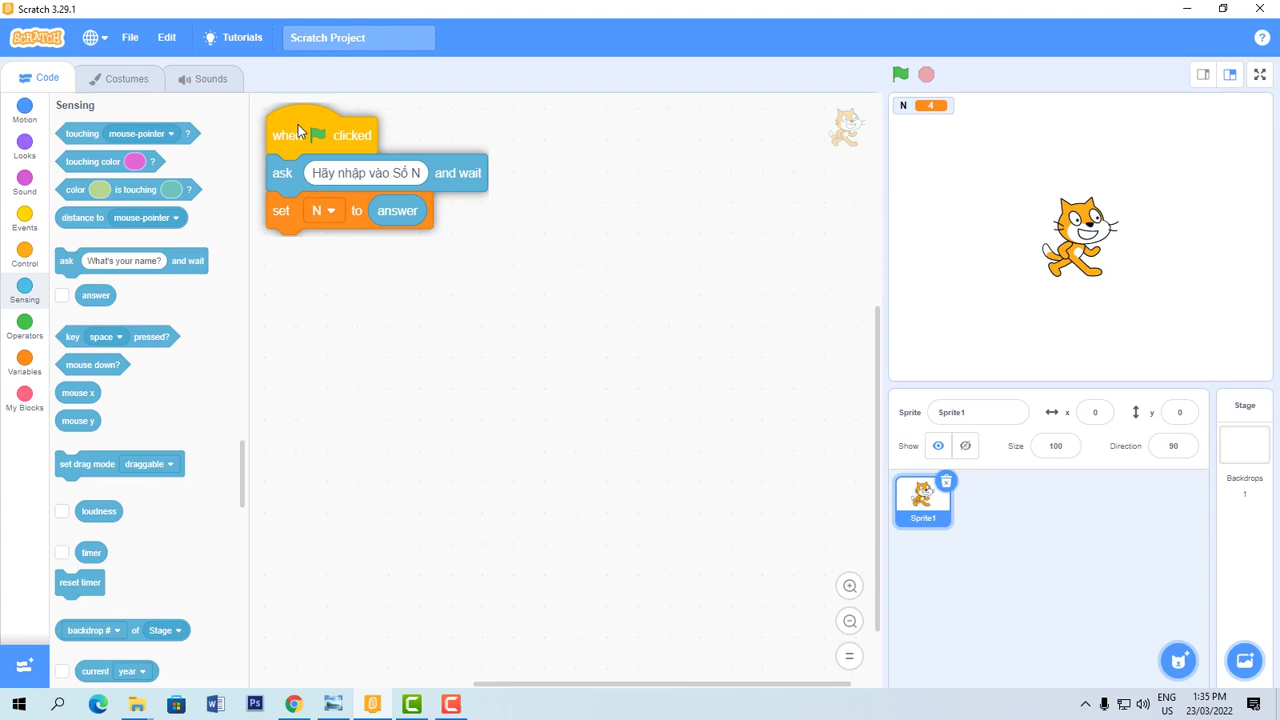 Scratch 3.29.1
SCRATCH File Edit Tutorials Scratch Project ?
Code Costumes Sounds
Motion
Looks
Sound
Events
Control
Sensing
Operators
Variables
My Blocks
Sensing
touching mouse-pointer ?
touching color ?
color is touching ?
distance to mouse-pointer
ask What's your name? and wait
answer
key space pressed?
mouse down?
mouse x
mouse y
set drag mode draggable
loudness
timer
reset timer
backdrop # of Stage
current year
when clicked
ask Hãy nhập vào Số N and wait
set N to answer
N 4
Sprite Sprite1 x 0 y 0
Show Size 100 Direction 90
Sprite1
Stage
Backdrops
1
ENG
US
1:35 PM
23/03/2022